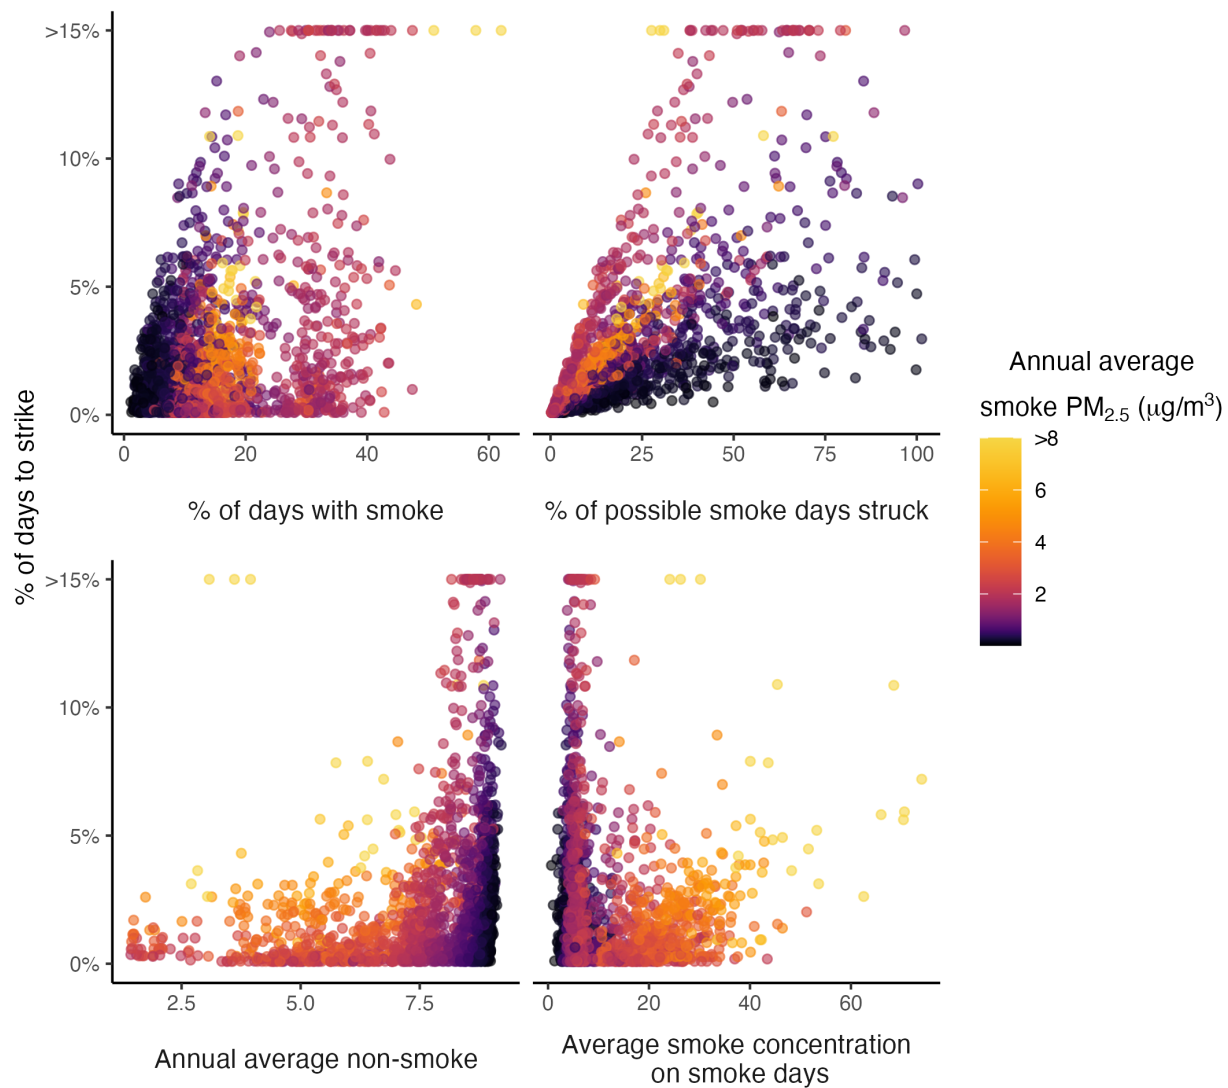 % of days to strike
>15%
10%
5%
0%
0 20 40 60
% of days with smoke
0 25 50 75 100
% of possible smoke days struck
>15%
10%
5%
0%
2.5 5.0 7.5
Annual average non-smoke
0 20 40 60
Average smoke concentration
on smoke days
Annual average
smoke PM₂.₅ (μg/m³)
>8
6
4
2